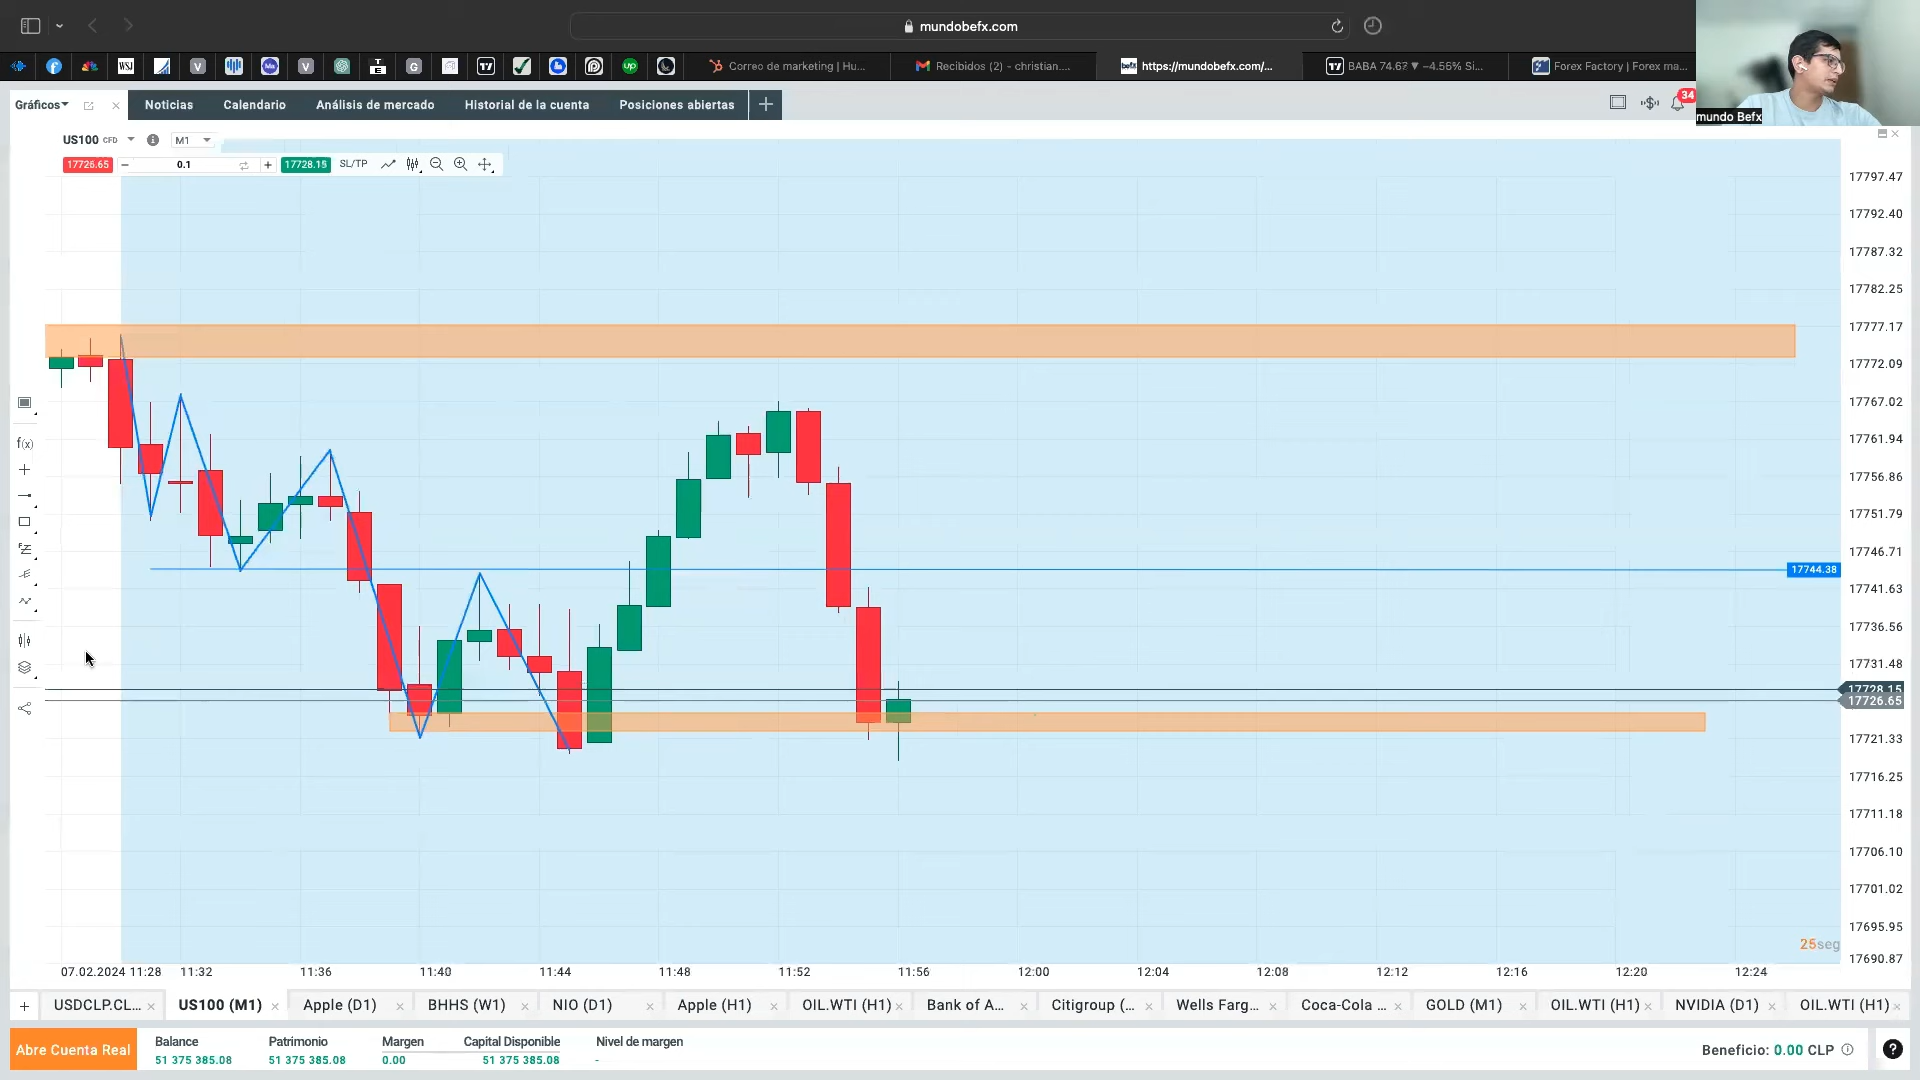 mundobefx.com
WSJ
Correo de marketing | Hu...
Recibidos (2) - christian....
https://mundobefx.com/...
BABA 74.67 ▼ −4.56% Si...
Forex Factory | Forex ma...
mundo Befx
Gráficos
Noticias
Calendario
Análisis de mercado
Historial de la cuenta
Posiciones abiertas
34
US100 CFD
M1
17726.65
0.1
17728.15
SL/TP
17797.47
17792.40
17787.32
17782.25
17777.17
17772.09
17767.02
17761.94
17756.86
17751.79
17746.71
17744.38
17741.63
17736.56
17731.48
17728.15
17726.65
17721.33
17716.25
17711.18
17706.10
17701.02
17695.95
17690.87
f(x)
25seg
07.02.2024 11:28 11:32 11:36 11:40 11:44 11:48 11:52 11:56 12:00 12:04 12:08 12:12 12:16 12:20 12:24
USDCLP.CL... US100 (M1) Apple (D1) BHHS (W1) NIO (D1) Apple (H1) OIL.WTI (H1) Bank of A... Citigroup (... Wells Farg... Coca-Cola ... GOLD (M1) OIL.WTI (H1) NVIDIA (D1) OIL.WTI (H1)
Abre Cuenta Real
Balance Patrimonio Margen Capital Disponible Nivel de margen
51 375 385.08 51 375 385.08 0.00 51 375 385.08 -
Beneficio: 0.00 CLP